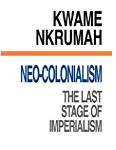 KWAME
NKRUMAH
NEO-COLONIALISM
THE LAST
STAGE OF
IMPERIALISM